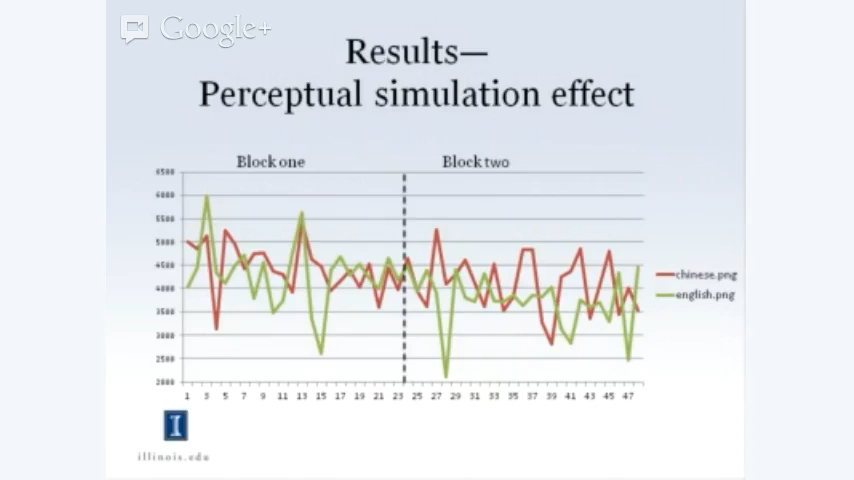 Google+
Results—
Perceptual simulation effect
Block one
Block two
6500
6000
5500
5000
4500
4000
3500
3000
2500
2000
1 3 5 7 9 11 13 15 17 19 21 23 25 27 29 31 33 35 37 39 41 43 45 47
chinese.png
english.png
I
illinois.edu